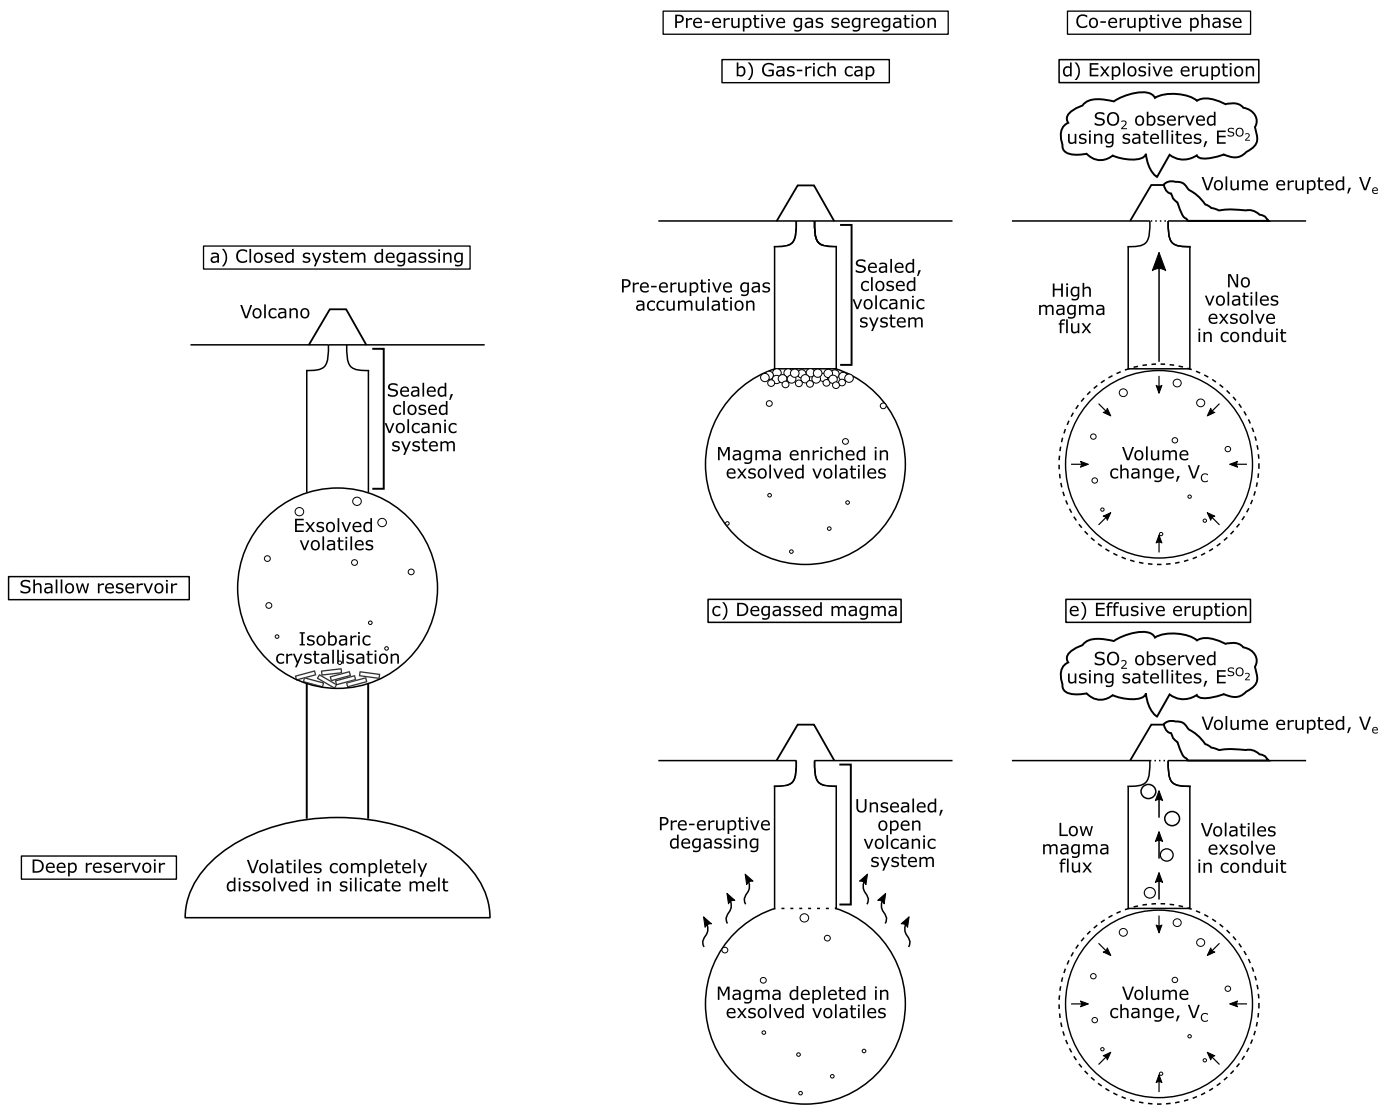 Pre-eruptive gas segregation
Co-eruptive phase
a) Closed system degassing
Volcano
Sealed,
closed
volcanic
system
Shallow reservoir
Exsolved
volatiles
Isobaric
crystallisation
Deep reservoir
Volatiles completely
dissolved in silicate melt
b) Gas-rich cap
Pre-eruptive gas
accumulation
Sealed,
closed
volcanic
system
Magma enriched in
exsolved volatiles
c) Degassed magma
Pre-eruptive
degassing
Unsealed,
open
volcanic
system
Magma depleted in
exsolved volatiles
d) Explosive eruption
SO₂ observed
using satellites, E^SO₂
Volume erupted, Vₑ
High
magma
flux
No
volatiles
exsolve
in conduit
Volume
change, V_C
e) Effusive eruption
SO₂ observed
using satellites, E^SO₂
Volume erupted, Vₑ
Low
magma
flux
Volatiles
exsolve
in conduit
Volume
change, V_C